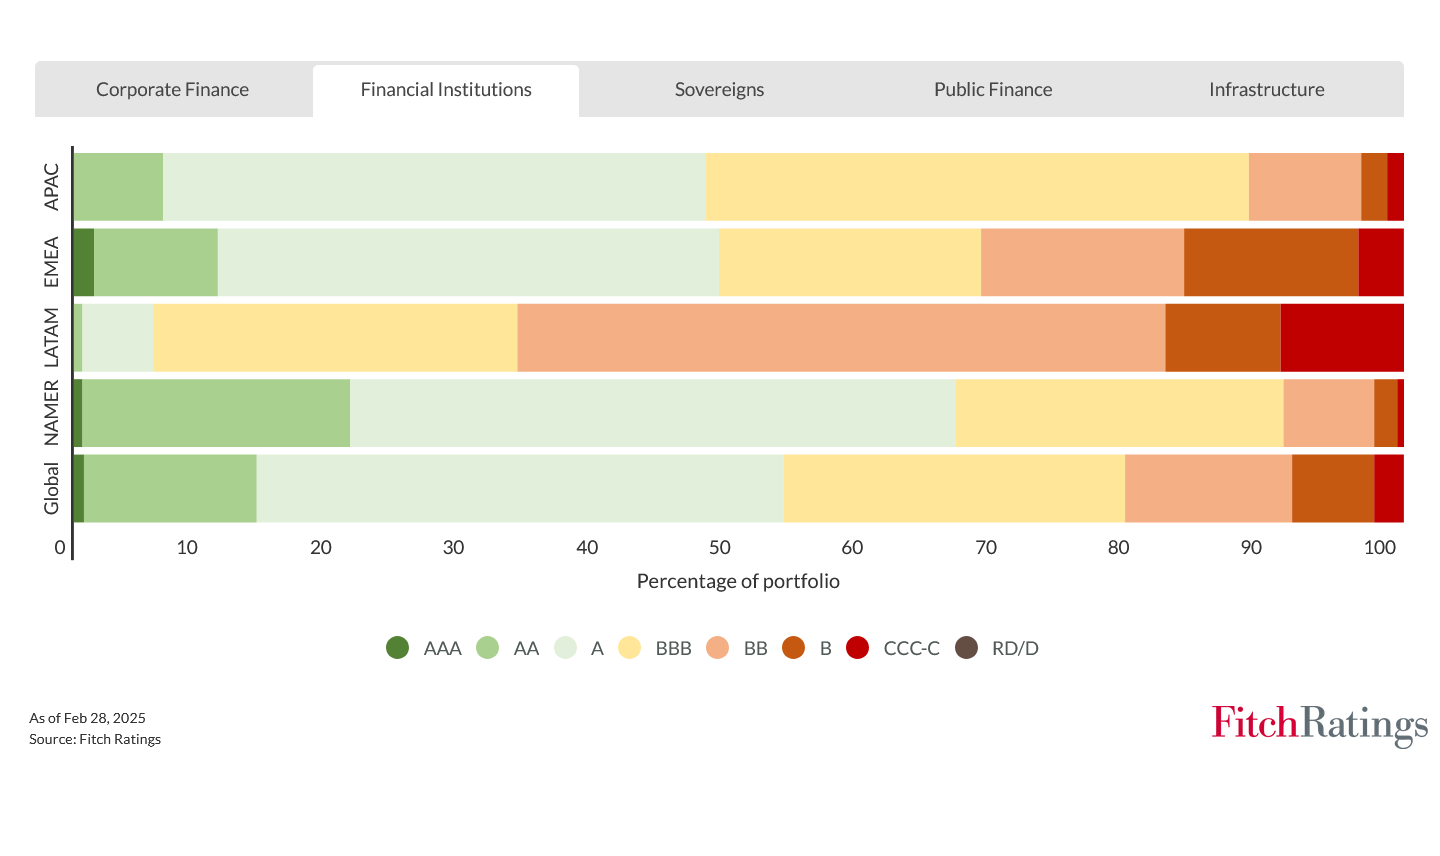 Corporate Finance
Financial Institutions
Sovereigns
Public Finance
Infrastructure
APAC
EMEA
LATAM
NAMER
Global
0 10 20 30 40 50 60 70 80 90 100
Percentage of portfolio
AAA AA A BBB BB B CCC-C RD/D
As of Feb 28, 2025
Source: Fitch Ratings
FitchRatings